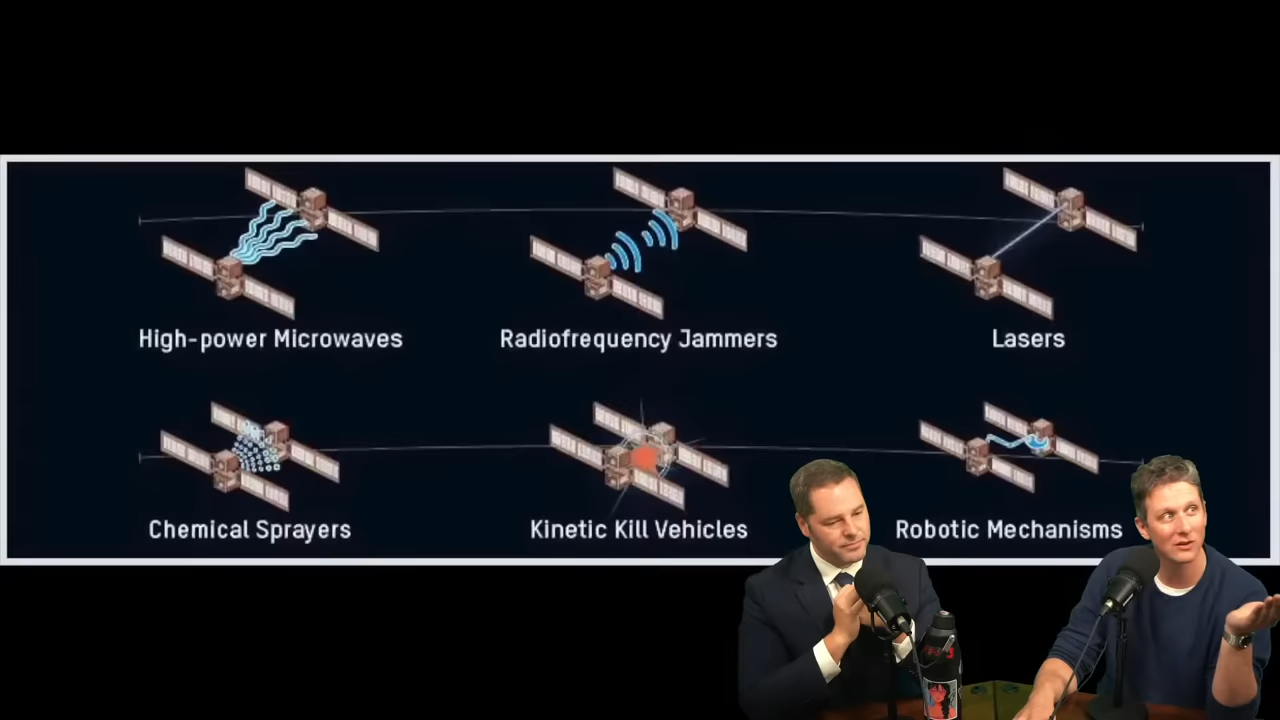 High-power Microwaves
Radiofrequency Jammers
Lasers
Chemical Sprayers
Kinetic Kill Vehicles
Robotic Mechanisms